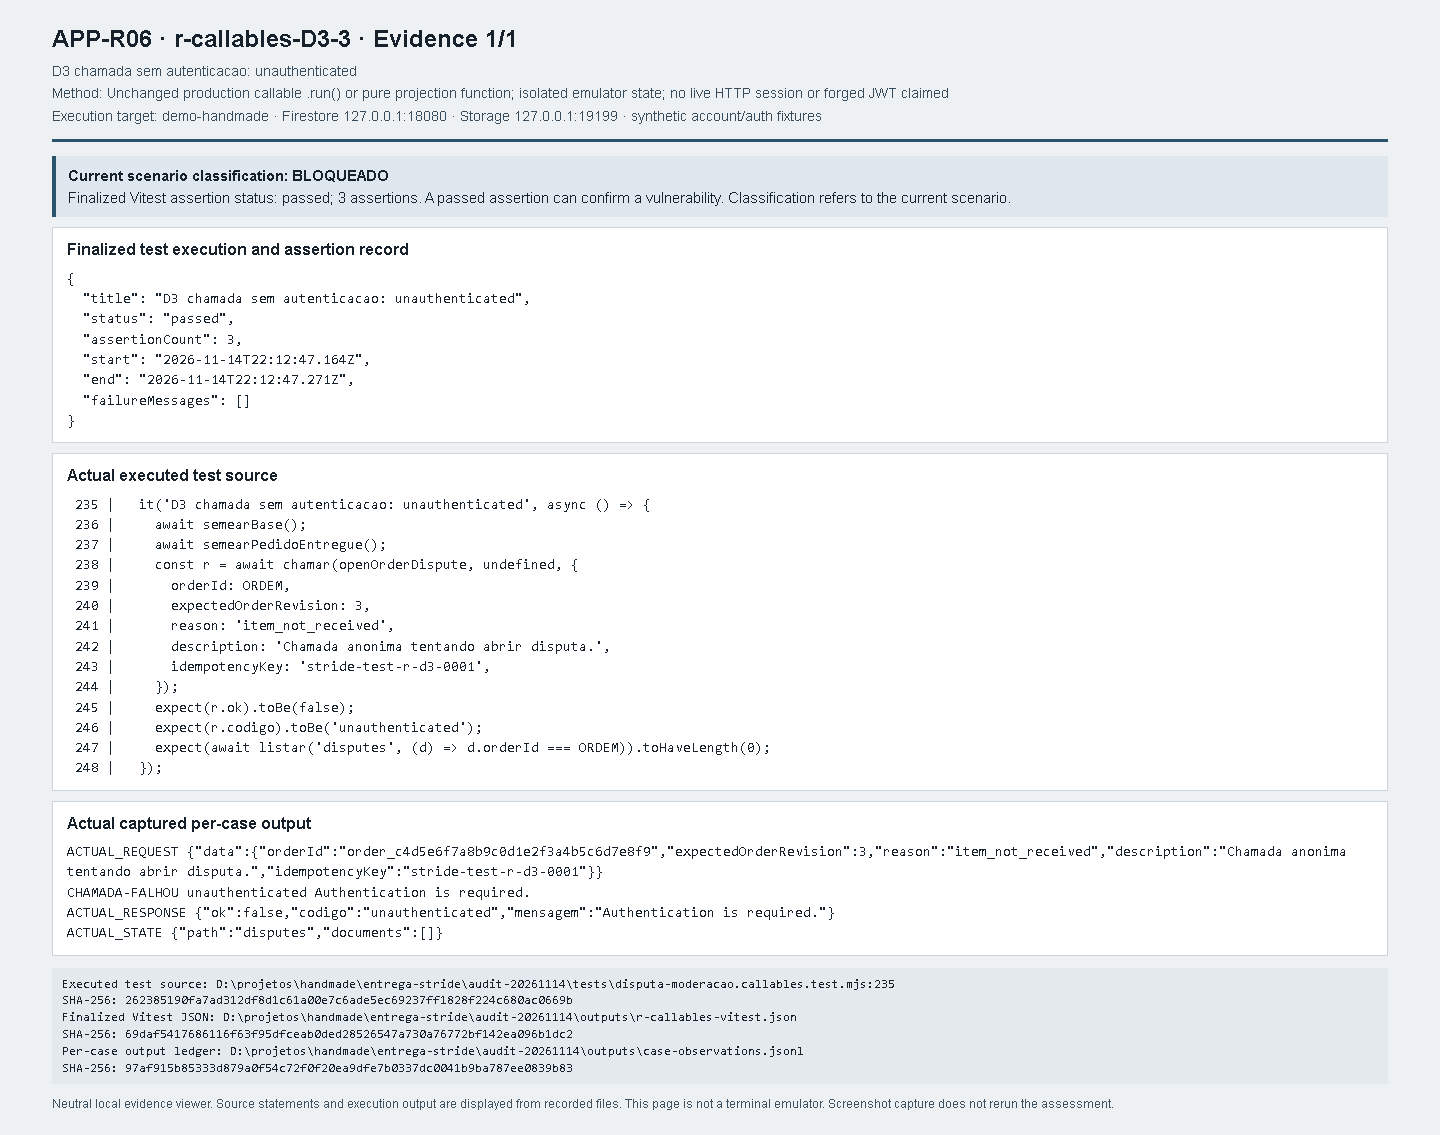 APP-R06 · r-callables-D3-3 · Evidence 1/1
D3 chamada sem autenticacao: unauthenticated
Method: Unchanged production callable .run() or pure projection function; isolated emulator state; no live HTTP session or forged JWT claimed
Execution target: demo-handmade · Firestore 127.0.0.1:18080 · Storage 127.0.0.1:19199 · synthetic account/auth fixtures
Current scenario classification: BLOQUEADO
Finalized Vitest assertion status: passed; 3 assertions. A passed assertion can confirm a vulnerability. Classification refers to the current scenario.
Finalized test execution and assertion record
{
  "title": "D3 chamada sem autenticacao: unauthenticated",
  "status": "passed",
  "assertionCount": 3,
  "start": "2026-11-14T22:12:47.164Z",
  "end": "2026-11-14T22:12:47.271Z",
  "failureMessages": []
}
Actual executed test source
235 |   it('D3 chamada sem autenticacao: unauthenticated', async () => {
236 |     await semearBase();
237 |     await semearPedidoEntregue();
238 |     const r = await chamar(openOrderDispute, undefined, {
239 |       orderId: ORDEM,
240 |       expectedOrderRevision: 3,
241 |       reason: 'item_not_received',
242 |       description: 'Chamada anonima tentando abrir disputa.',
243 |       idempotencyKey: 'stride-test-r-d3-0001',
244 |     });
245 |     expect(r.ok).toBe(false);
246 |     expect(r.codigo).toBe('unauthenticated');
247 |     expect(await listar('disputes', (d) => d.orderId === ORDEM)).toHaveLength(0);
248 |   });
Actual captured per-case output
ACTUAL_REQUEST {"data":{"orderId":"order_c4d5e6f7a8b9c0d1e2f3a4b5c6d7e8f9","expectedOrderRevision":3,"reason":"item_not_received","description":"Chamada anonima
tentando abrir disputa.","idempotencyKey":"stride-test-r-d3-0001"}}
CHAMADA-FALHOU unauthenticated Authentication is required.
ACTUAL_RESPONSE {"ok":false,"codigo":"unauthenticated","mensagem":"Authentication is required."}
ACTUAL_STATE {"path":"disputes","documents":[]}
Executed test source: D:\projetos\handmade\entrega-stride\audit-20261114\tests\disputa-moderacao.callables.test.mjs:235
SHA-256: 262385190fa7ad312df8d1c61a00e7c6ade5ec69237ff1828f224c680ac0669b
Finalized Vitest JSON: D:\projetos\handmade\entrega-stride\audit-20261114\outputs\r-callables-vitest.json
SHA-256: 69daf5417686116f63f95dfceab0ded28526547a730a76772bf142ea096b1dc2
Per-case output ledger: D:\projetos\handmade\entrega-stride\audit-20261114\outputs\case-observations.jsonl
SHA-256: 97af915b85333d879a0f54c72f0f20ea9dfe7b0337dc0041b9ba787ee0839b83
Neutral local evidence viewer. Source statements and execution output are displayed from recorded files. This page is not a terminal emulator. Screenshot capture does not rerun the assessment.